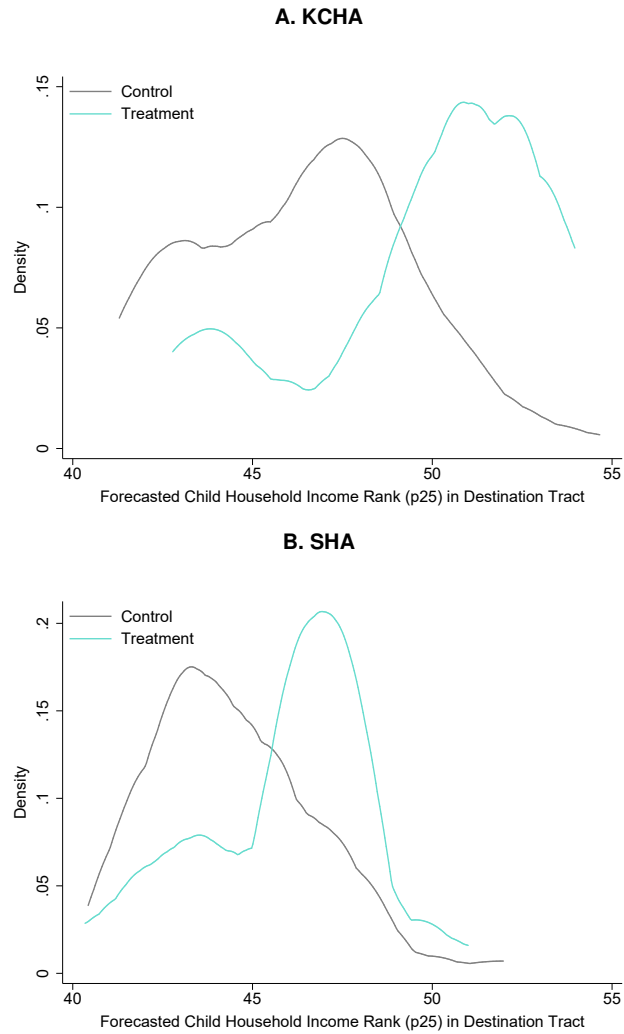 A. KCHA
Control
Treatment
.15
.1
.05
0
Density
40 45 50 55
Forecasted Child Household Income Rank (p25) in Destination Tract
B. SHA
Control
Treatment
.2
.15
.1
.05
0
Density
40 45 50 55
Forecasted Child Household Income Rank (p25) in Destination Tract